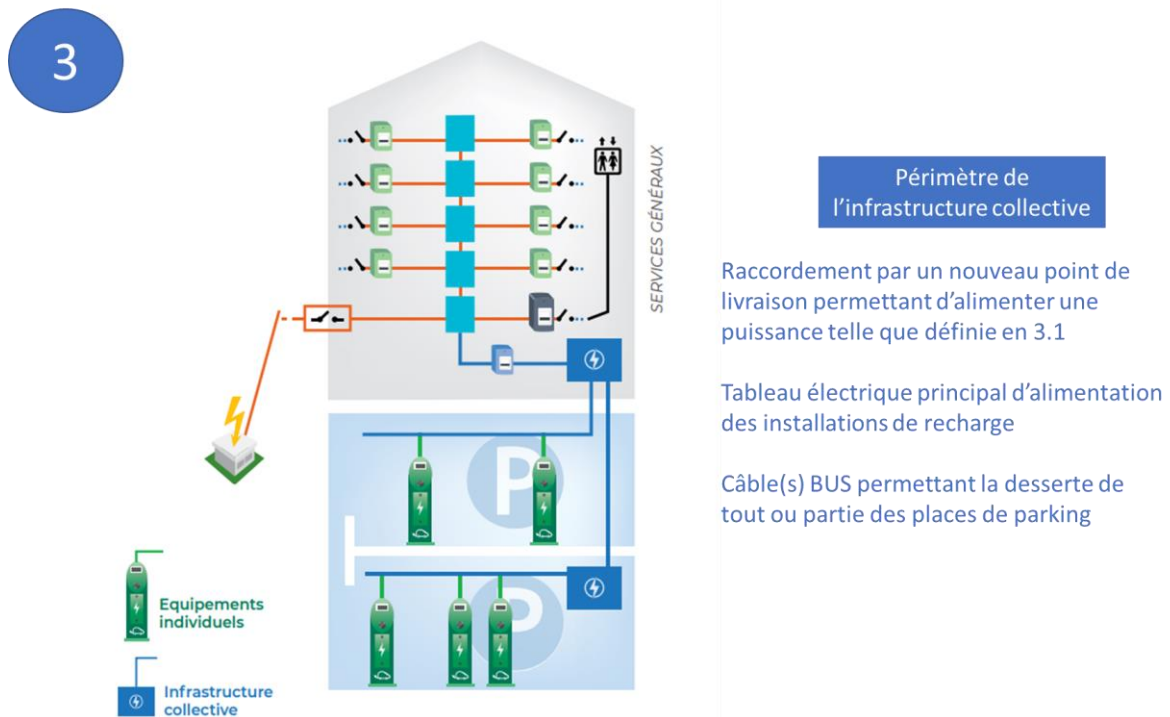 3
SERVICES GÉNÉRAUX
Périmètre de
l'infrastructure collective
Raccordement par un nouveau point de
livraison permettant d'alimenter une
puissance telle que définie en 3.1
Tableau électrique principal d'alimentation
des installations de recharge
Câble(s) BUS permettant la desserte de
tout ou partie des places de parking
P
P
Equipements
individuels
Infrastructure
collective